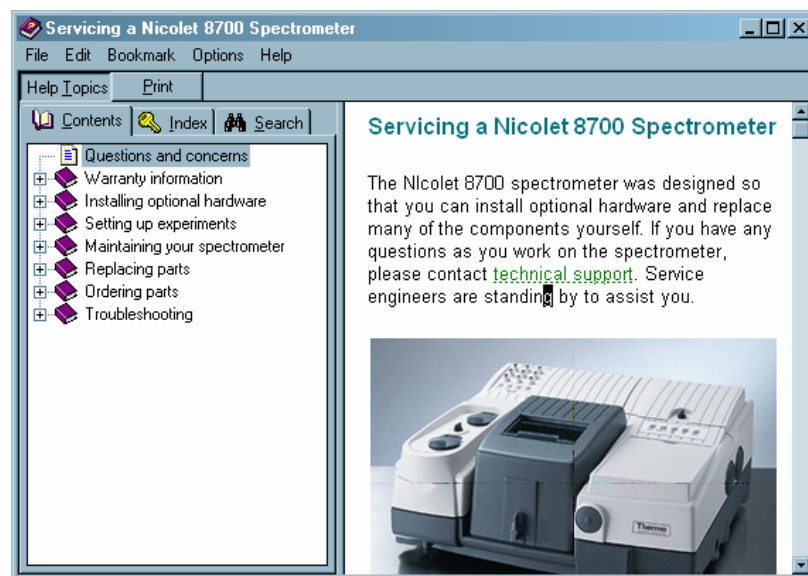 Servicing a Nicolet 8700 Spectrometer
File Edit Bookmark Options Help
Help Topics Print
Contents Index Search
Questions and concerns
Warranty information
Installing optional hardware
Setting up experiments
Maintaining your spectrometer
Replacing parts
Ordering parts
Troubleshooting
Servicing a Nicolet 8700 Spectrometer
The NIcolet 8700 spectrometer was designed so
that you can install optional hardware and replace
many of the components yourself. If you have any
questions as you work on the spectrometer,
please contact technical support. Service
engineers are standing by to assist you.
Thermo